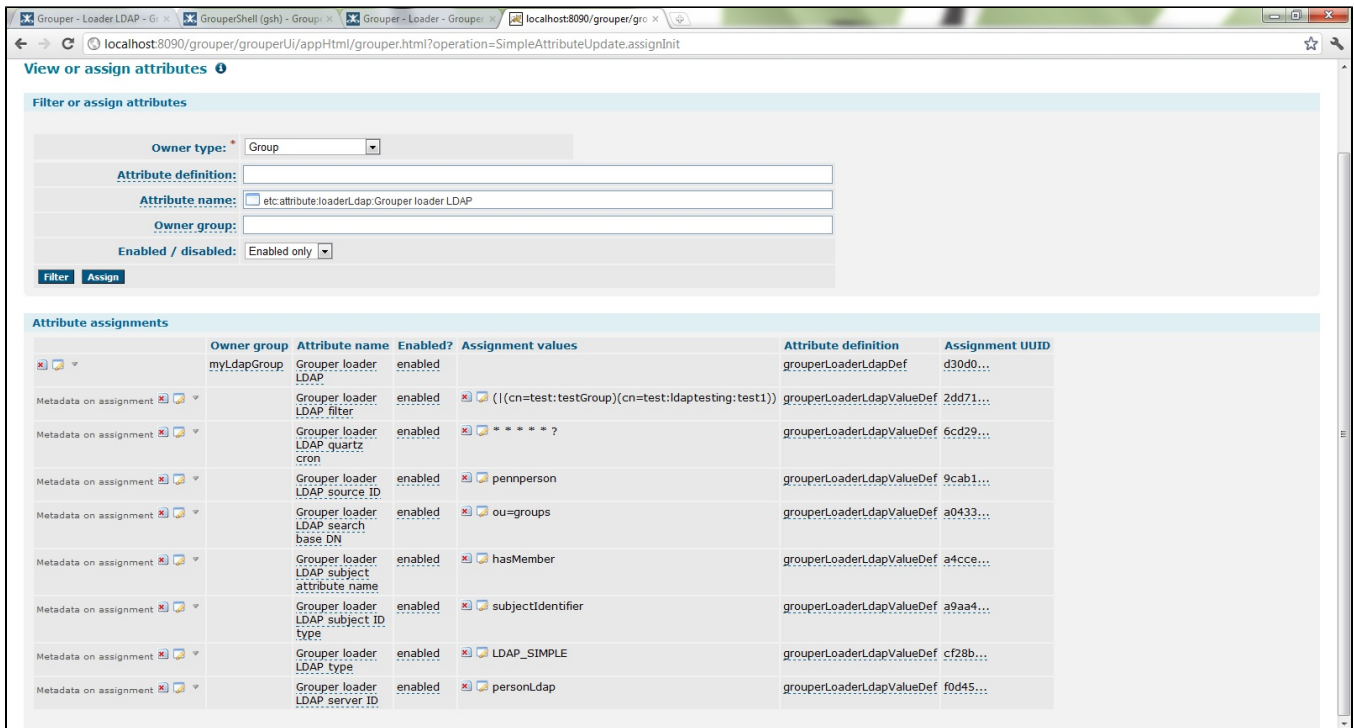 Grouper - Loader LDAP - Gr
GrouperShell (gsh) - Group
Grouper - Loader - Grouper
localhost:8090/grouper/gro
localhost:8090/grouper/grouperUi/appHtml/grouper.html?operation=SimpleAttributeUpdate.assignInit
View or assign attributes
Filter or assign attributes
Owner type: * Group
Attribute definition:
Attribute name: etc:attribute:loaderLdap:Grouper loader LDAP
Owner group:
Enabled / disabled: Enabled only
Filter Assign
Attribute assignments
Owner group Attribute name Enabled? Assignment values Attribute definition Assignment UUID
myLdapGroup Grouper loader enabled grouperLoaderLdapDef d30d0...
LDAP
Metadata on assignment Grouper loader enabled (|(cn=test:testGroup)(cn=test:ldaptesting:test1)) grouperLoaderLdapValueDef 2dd71...
LDAP filter
Metadata on assignment Grouper loader enabled * * * * * ? grouperLoaderLdapValueDef 6cd29...
LDAP quartz
cron
Metadata on assignment Grouper loader enabled pennperson grouperLoaderLdapValueDef 9cab1...
LDAP source ID
Metadata on assignment Grouper loader enabled ou=groups grouperLoaderLdapValueDef a0433...
LDAP search
base DN
Metadata on assignment Grouper loader enabled hasMember grouperLoaderLdapValueDef a4cce...
LDAP subject
attribute name
Metadata on assignment Grouper loader enabled subjectIdentifier grouperLoaderLdapValueDef a9aa4...
LDAP subject ID
type
Metadata on assignment Grouper loader enabled LDAP_SIMPLE grouperLoaderLdapValueDef cf28b...
LDAP type
Metadata on assignment Grouper loader enabled personLdap grouperLoaderLdapValueDef f0d45...
LDAP server ID